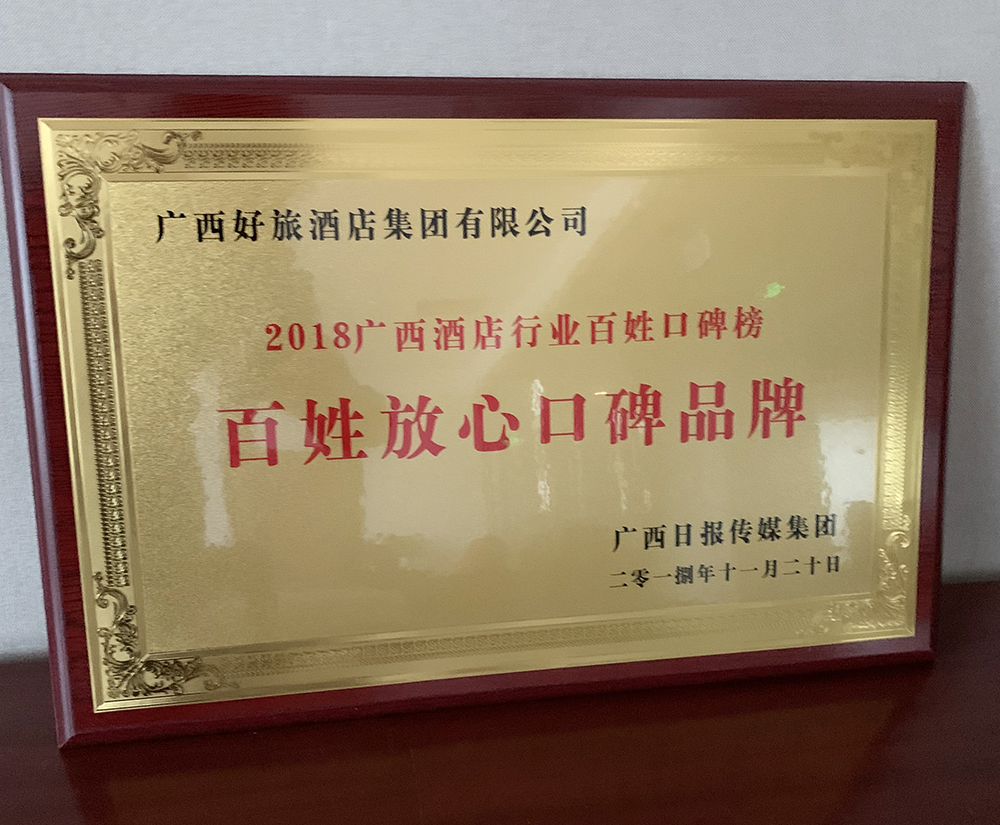 广西好旅酒店集团有限公司
2018广西酒店行业百姓口碑榜
百姓放心口碑品牌
广西日报传媒集团
二零一捌年十一月二十日